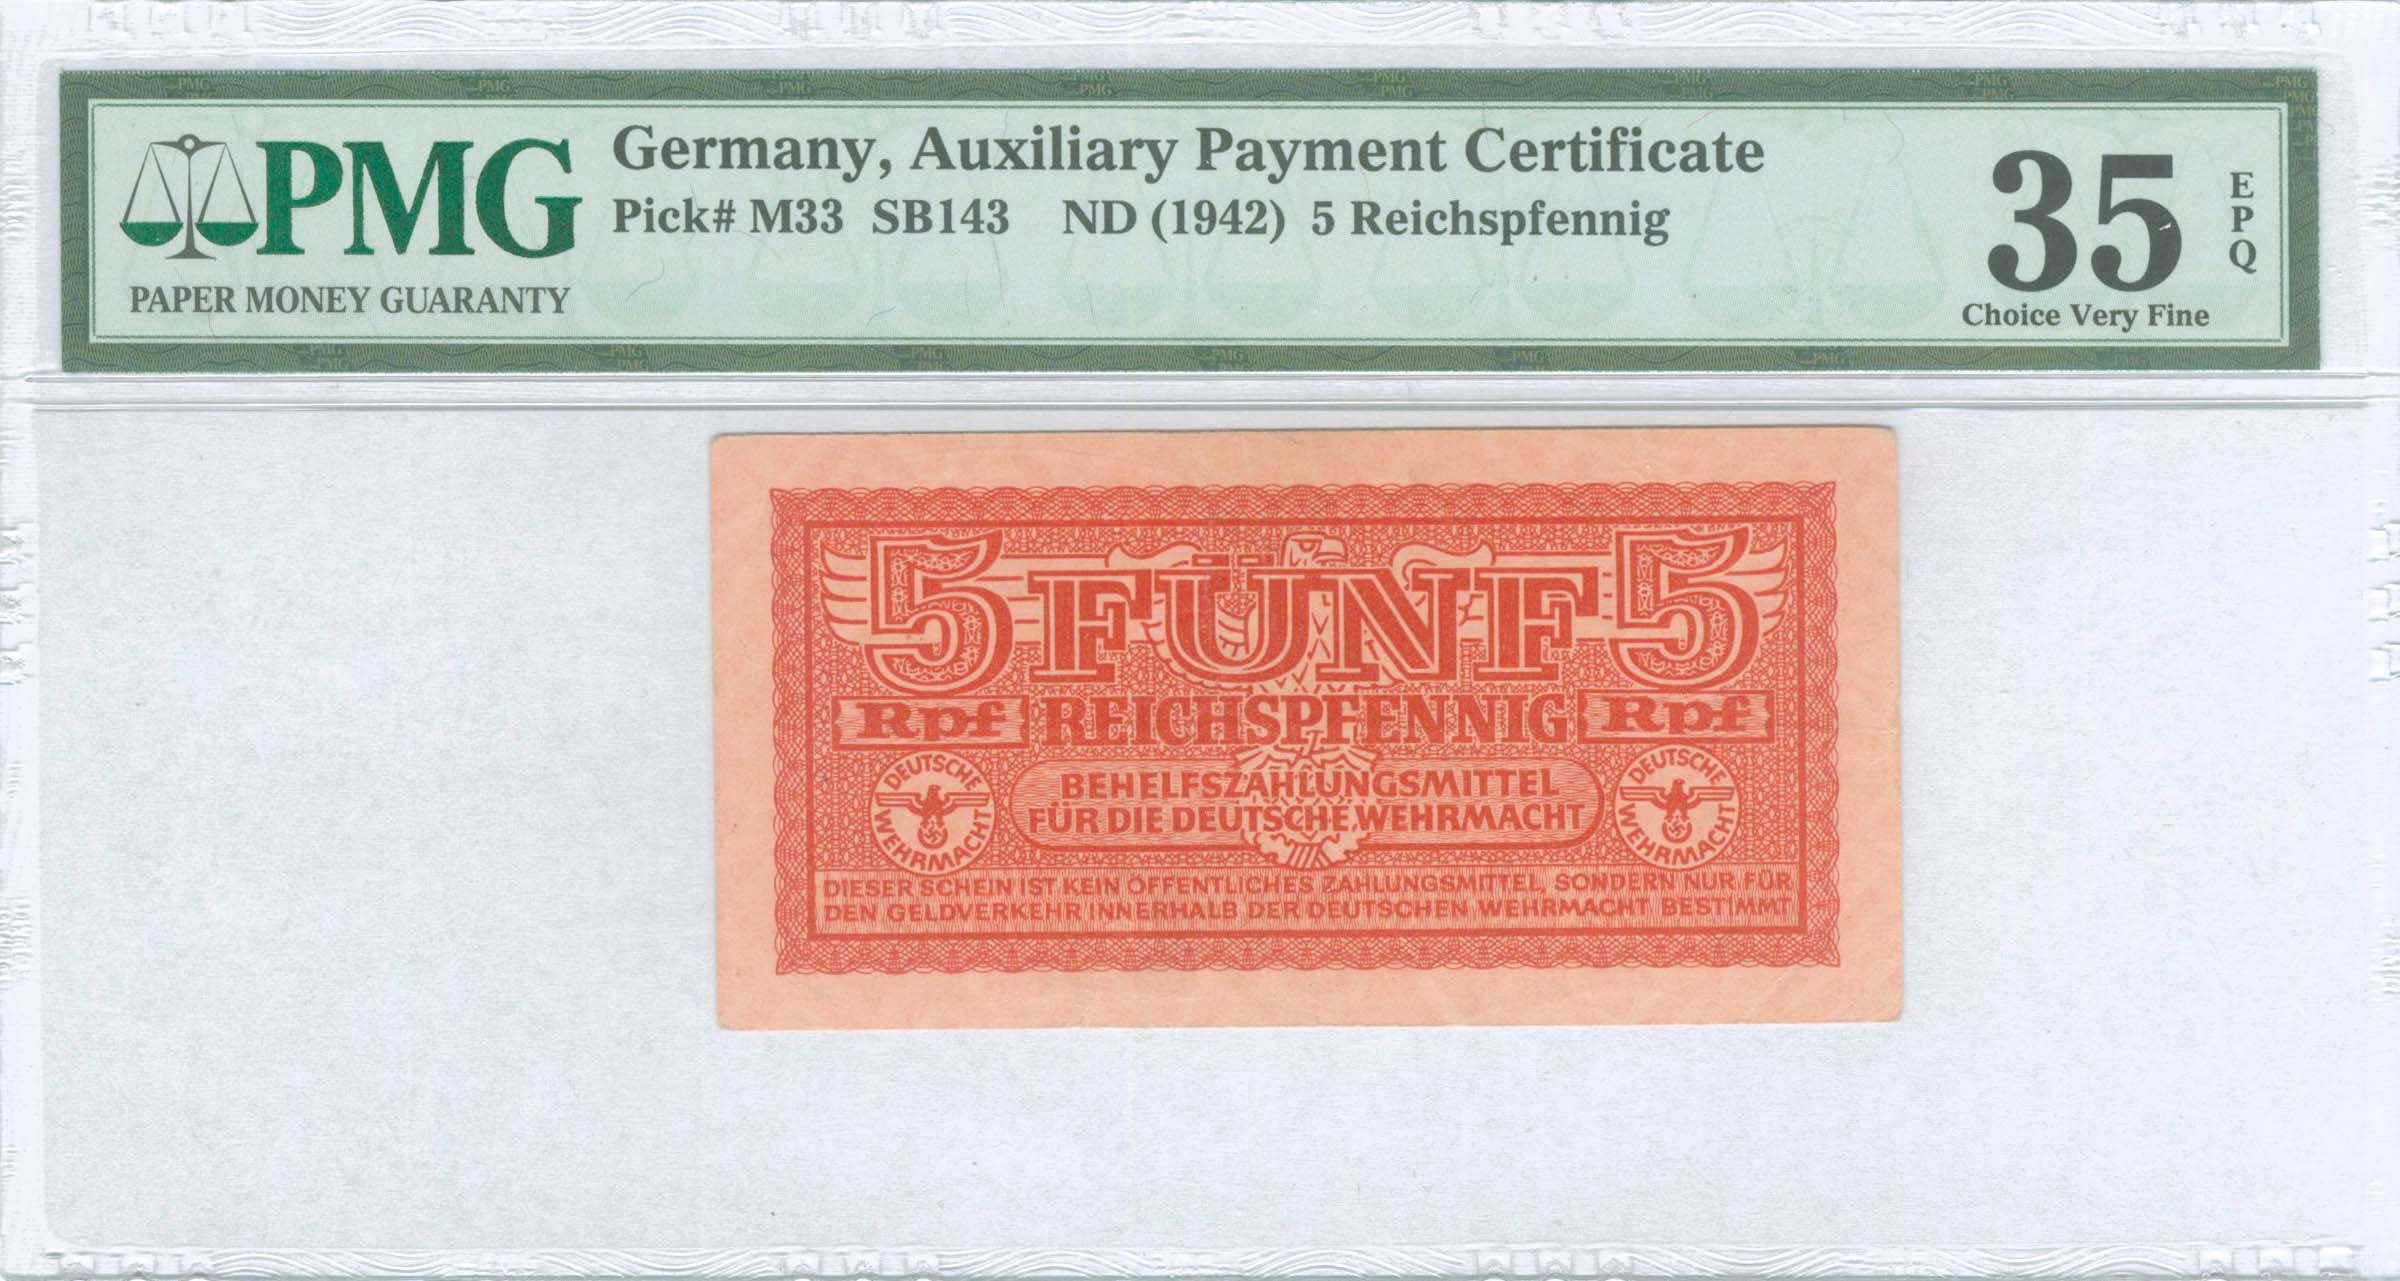 PMG
PAPER MONEY GUARANTY
Germany, Auxiliary Payment Certificate
Pick# M33 SB143 ND (1942) 5 Reichspfennig
35
EPQ
Choice Very Fine
5 FÜNF 5
Rpf REICHSPFENNIG Rpf
DEUTSCHE WEHRMACHT
BEHELFSZAHLUNGSMITTEL
FÜR DIE DEUTSCHE WEHRMACHT
DEUTSCHE WEHRMACHT
DIESER SCHEIN IST KEIN ÖFFENTLICHES ZAHLUNGSMITTEL, SONDERN NUR FÜR
DEN GELDVERKEHR INNERHALB DER DEUTSCHEN WEHRMACHT BESTIMMT